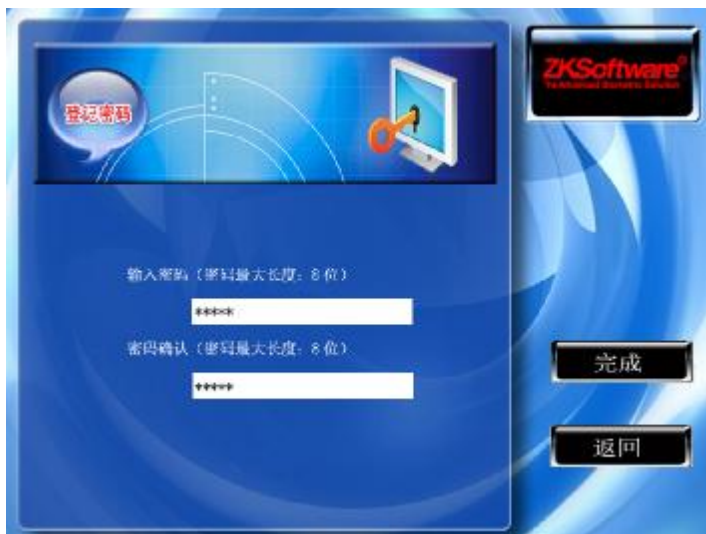 登记密码
ZKSoftware®
输入密码（密码最大长度：8 位）
*****
密码确认（密码最大长度：8 位）
*****
完成
返回